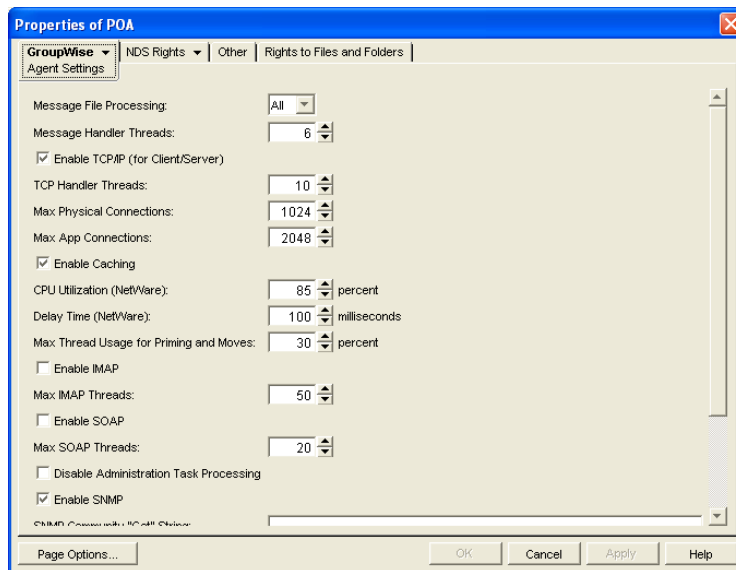 Properties of POA
GroupWise NDS Rights Other Rights to Files and Folders
Agent Settings
Message File Processing: All
Message Handler Threads: 6
Enable TCP/IP (for Client/Server)
TCP Handler Threads: 10
Max Physical Connections: 1024
Max App Connections: 2048
Enable Caching
CPU Utilization (NetWare): 85 percent
Delay Time (NetWare): 100 milliseconds
Max Thread Usage for Priming and Moves: 30 percent
Enable IMAP
Max IMAP Threads: 50
Enable SOAP
Max SOAP Threads: 20
Disable Administration Task Processing
Enable SNMP
SNMP Community "Get" String:
Page Options... OK Cancel Apply Help